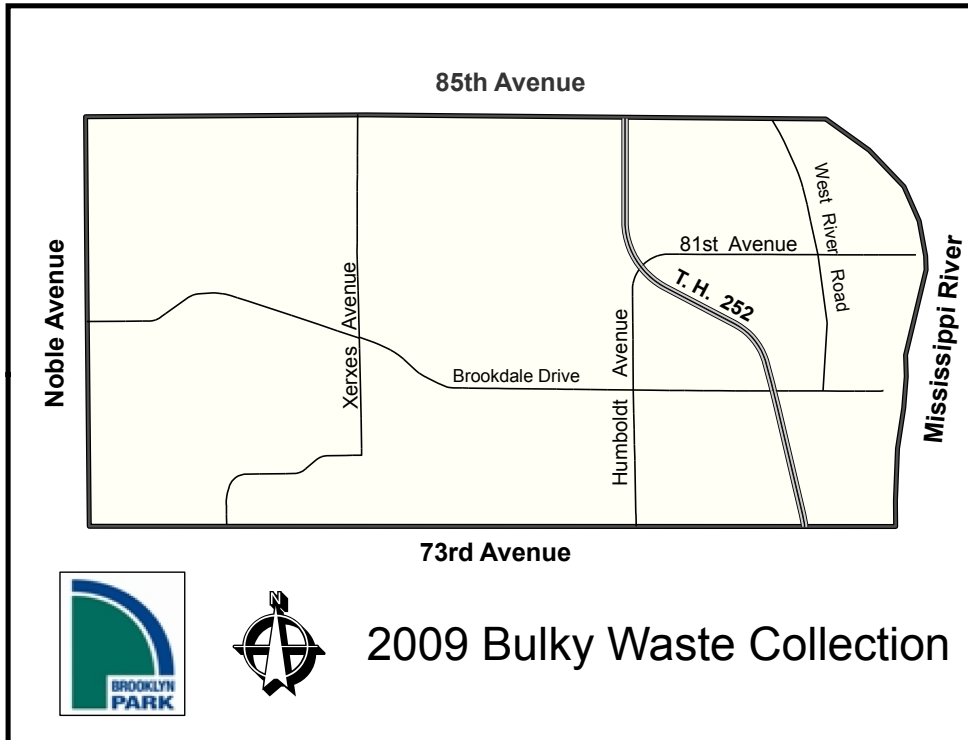 85th Avenue
Noble Avenue
Xerxes Avenue
81st Avenue
West River Road
T. H. 252
Mississippi River
Brookdale Drive
Humboldt Avenue
73rd Avenue
BROOKLYN
PARK
N
2009 Bulky Waste Collection